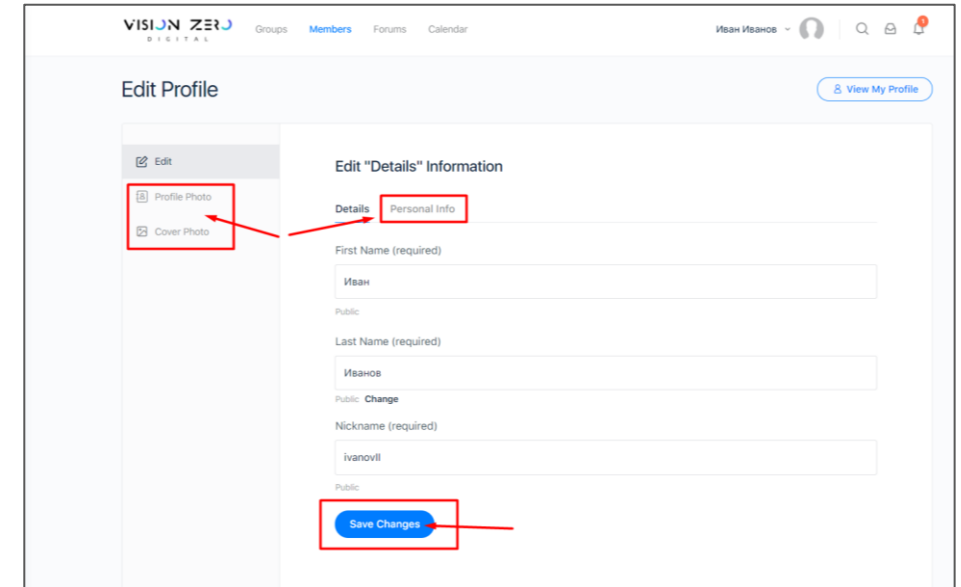 VISION ZERO
DIGITAL
Groups Members Forums Calendar
Иван Иванов
1
Edit Profile
View My Profile
Edit
Profile Photo
Cover Photo
Edit "Details" Information
Details Personal Info
First Name (required)
Иван
Public
Last Name (required)
Иванов
Public Change
Nickname (required)
ivanovII
Public
Save Changes